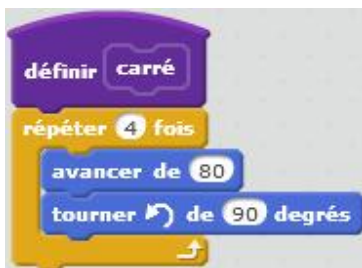 définir carré
répéter 4 fois
avancer de 80
tourner de 90 degrés